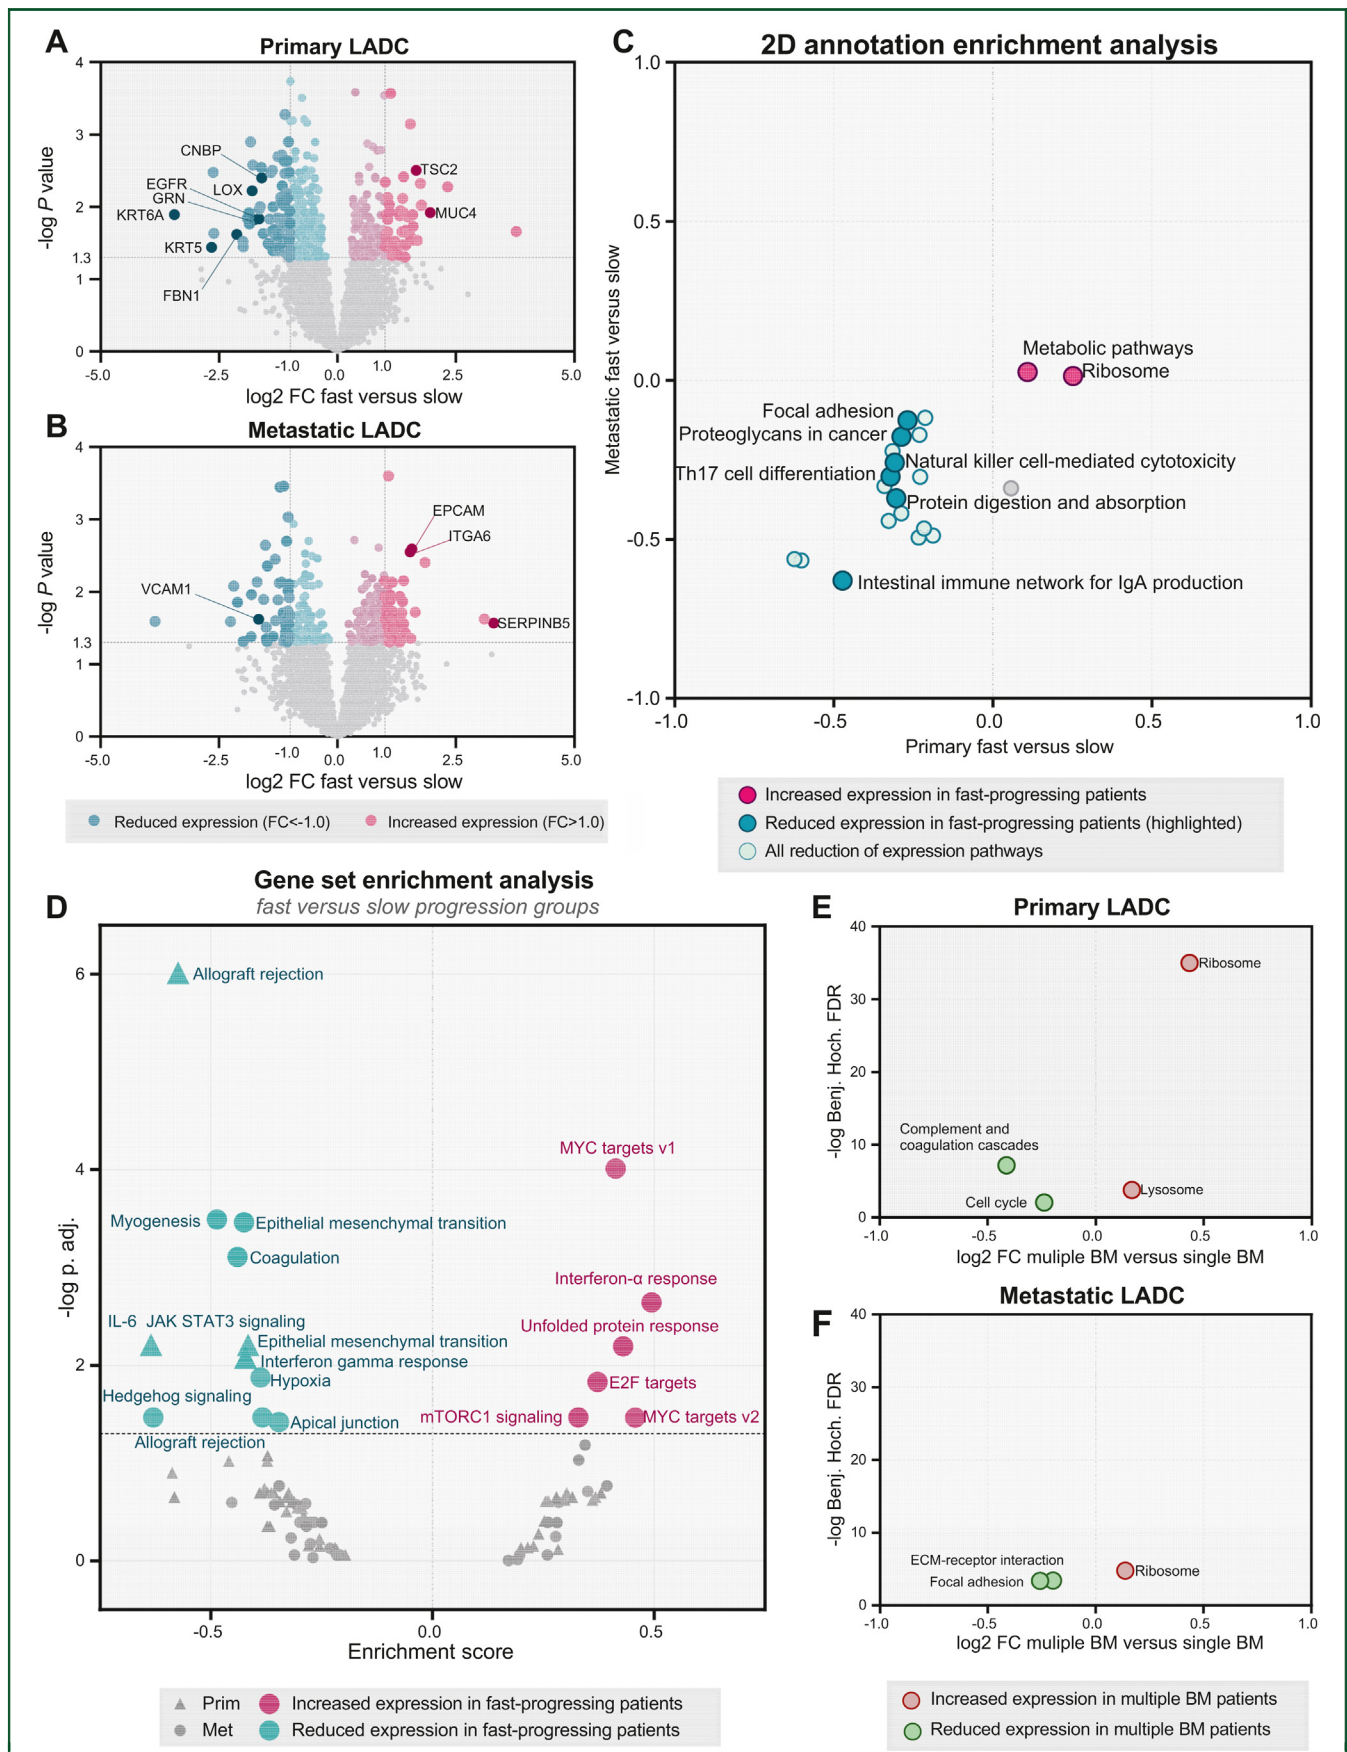 A
Primary LADC
4
3
2
1.3
1
0
-log P value
CNBP
EGFR
GRN
LOX
KRT6A
KRT5
FBN1
TSC2
MUC4
-5.0
-2.5
-1.0
0.0
1.0
2.5
5.0
log2 FC fast versus slow
B
Metastatic LADC
4
3
2
1.3
1
0
-log P value
EPCAM
ITGA6
VCAM1
SERPINB5
-5.0
-2.5
-1.0
0.0
1.0
2.5
5.0
log2 FC fast versus slow
Reduced expression (FC<-1.0)
Increased expression (FC>1.0)
C
2D annotation enrichment analysis
1.0
0.5
0.0
-0.5
-1.0
Metastatic fast versus slow
Metabolic pathways
Ribosome
Focal adhesion
Proteoglycans in cancer
Natural killer cell-mediated cytotoxicity
Th17 cell differentiation
Protein digestion and absorption
Intestinal immune network for IgA production
-1.0
-0.5
0.0
0.5
1.0
Primary fast versus slow
Increased expression in fast-progressing patients
Reduced expression in fast-progressing patients (highlighted)
All reduction of expression pathways
D
Gene set enrichment analysis
fast versus slow progression groups
6
4
2
0
-log p. adj.
Allograft rejection
MYC targets v1
Myogenesis
Epithelial mesenchymal transition
Coagulation
Interferon-α response
IL-6 JAK STAT3 signaling
Unfolded protein response
Epithelial mesenchymal transition
Interferon gamma response
Hypoxia
E2F targets
Hedgehog signaling
mTORC1 signaling
MYC targets v2
Apical junction
Allograft rejection
-0.5
0.0
0.5
Enrichment score
Prim
Increased expression in fast-progressing patients
Met
Reduced expression in fast-progressing patients
E
Primary LADC
40
30
20
10
0
-log Benj. Hoch. FDR
Ribosome
Complement and
coagulation cascades
Lysosome
Cell cycle
-1.0
-0.5
0.0
0.5
1.0
log2 FC muliple BM versus single BM
F
Metastatic LADC
40
30
20
10
0
-log Benj. Hoch. FDR
ECM-receptor interaction
Focal adhesion
Ribosome
-1.0
-0.5
0.0
0.5
1.0
log2 FC muliple BM versus single BM
Increased expression in multiple BM patients
Reduced expression in multiple BM patients